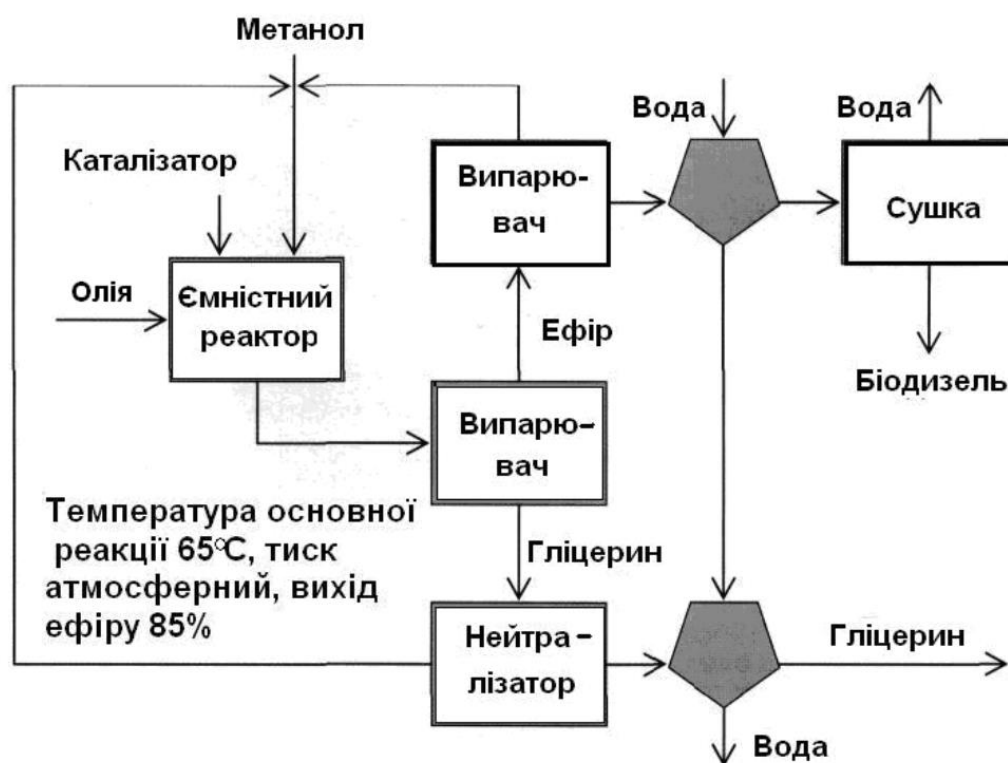 Метанол
Каталізатор
Олія
Ємністний
реактор
Випарю-
вач
Вода
Вода
Сушка
Ефір
Біодизель
Випарю-
вач
Температура основної
реакції 65°С, тиск
атмосферний, вихід
ефіру 85%
Гліцерин
Нейтра -
лізатор
Гліцерин
Вода